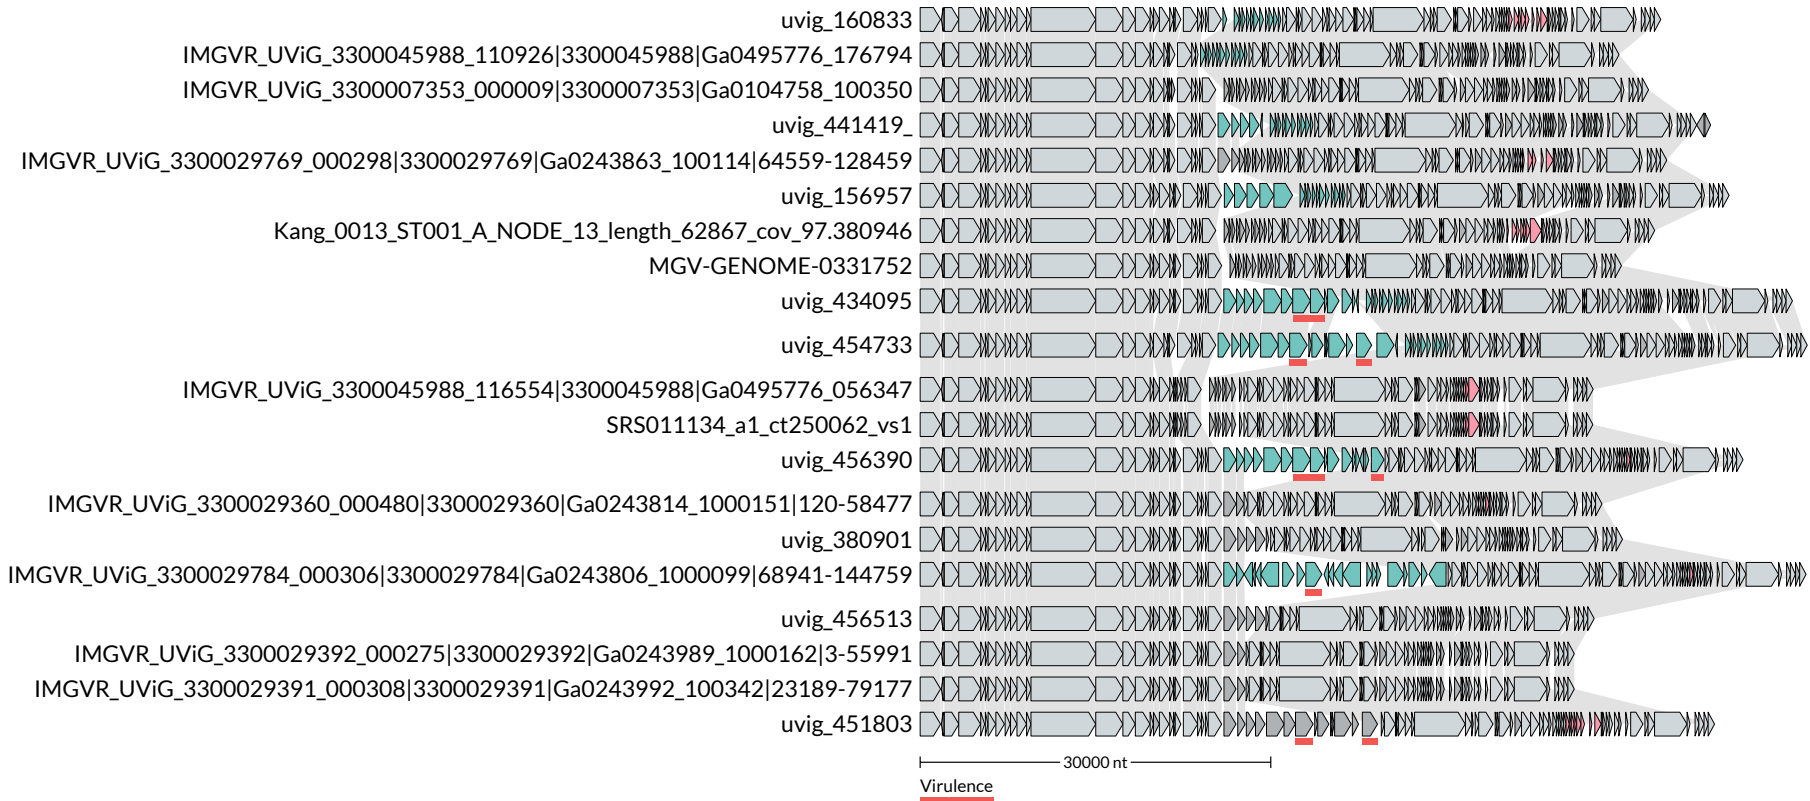 uvig_160833
IMGVR_UViG_3300045988_110926|3300045988|Ga0495776_176794
IMGVR_UViG_3300007353_000009|3300007353|Ga0104758_100350
uvig_441419_
IMGVR_UViG_3300029769_000298|3300029769|Ga0243863_100114|64559-128459
uvig_156957
Kang_0013_ST001_A_NODE_13_length_62867_cov_97.380946
MGV-GENOME-0331752
uvig_434095
uvig_454733
IMGVR_UViG_3300045988_116554|3300045988|Ga0495776_056347
SRS011134_a1_ct250062_vs1
uvig_456390
IMGVR_UViG_3300029360_000480|3300029360|Ga0243814_1000151|120-58477
uvig_380901
IMGVR_UViG_3300029784_000306|3300029784|Ga0243806_1000099|68941-144759
uvig_456513
IMGVR_UViG_3300029392_000275|3300029392|Ga0243989_1000162|3-55991
IMGVR_UViG_3300029391_000308|3300029391|Ga0243992_100342|23189-79177
uvig_451803
30000 nt
Virulence